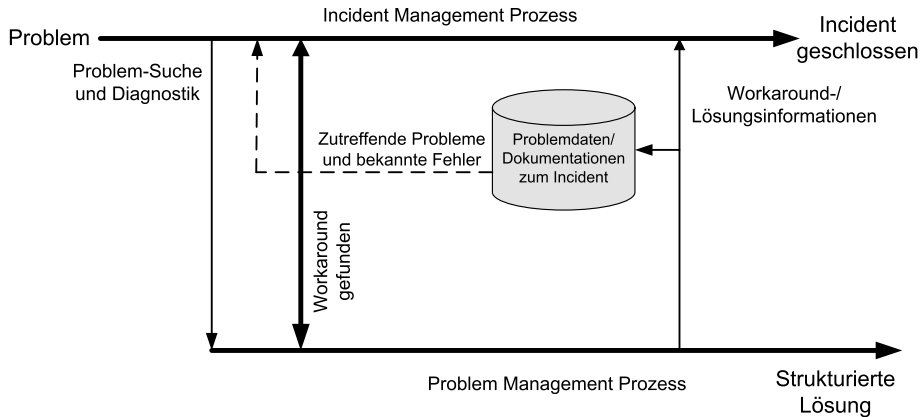 Incident Management Prozess
Problem
Incident
geschlossen
Problem-Suche
und Diagnostik
Workaround-/
Lösungsinformationen
Zutreffende Probleme
und bekannte Fehler
Problemdaten/
Dokumentationen
zum Incident
Workaround
gefunden
Problem Management Prozess
Strukturierte
Lösung